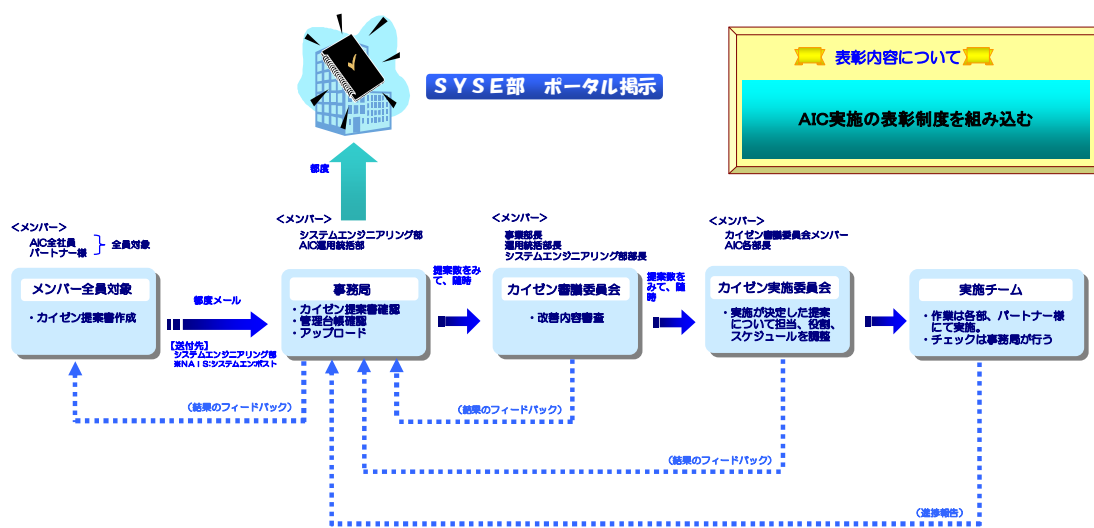 SYSE部 ポータル掲示
表彰内容について
AIC実施の表彰制度を組み込む
都度
<メンバー>
AIC全社員
パートナー様
全員対象
<メンバー>
システムエンジニアリング部
AIC運用統括部
<メンバー>
事業部長
運用統括部長
システムエンジニアリング部部長
<メンバー>
カイゼン審議委員会メンバー
AIC各部長
メンバー全員対象
・カイゼン提案書作成
都度メール
【送付先】
システムエンジニアリング部
※NAIS:システムエンポスト
事務局
・カイゼン提案書確認
・管理台帳確認
・アップロード
提案数をみ
て、随時
カイゼン審議委員会
・改善内容審査
提案数を
みて、随
時
カイゼン実施委員会
・実施が決定した提案
について担当、役割、
スケジュールを調整
実施チーム
・作業は各部、パートナー様
にて実施。
・チェックは事務局が行う
(結果のフィードバック)
(結果のフィードバック)
(結果のフィードバック)
(進捗報告)